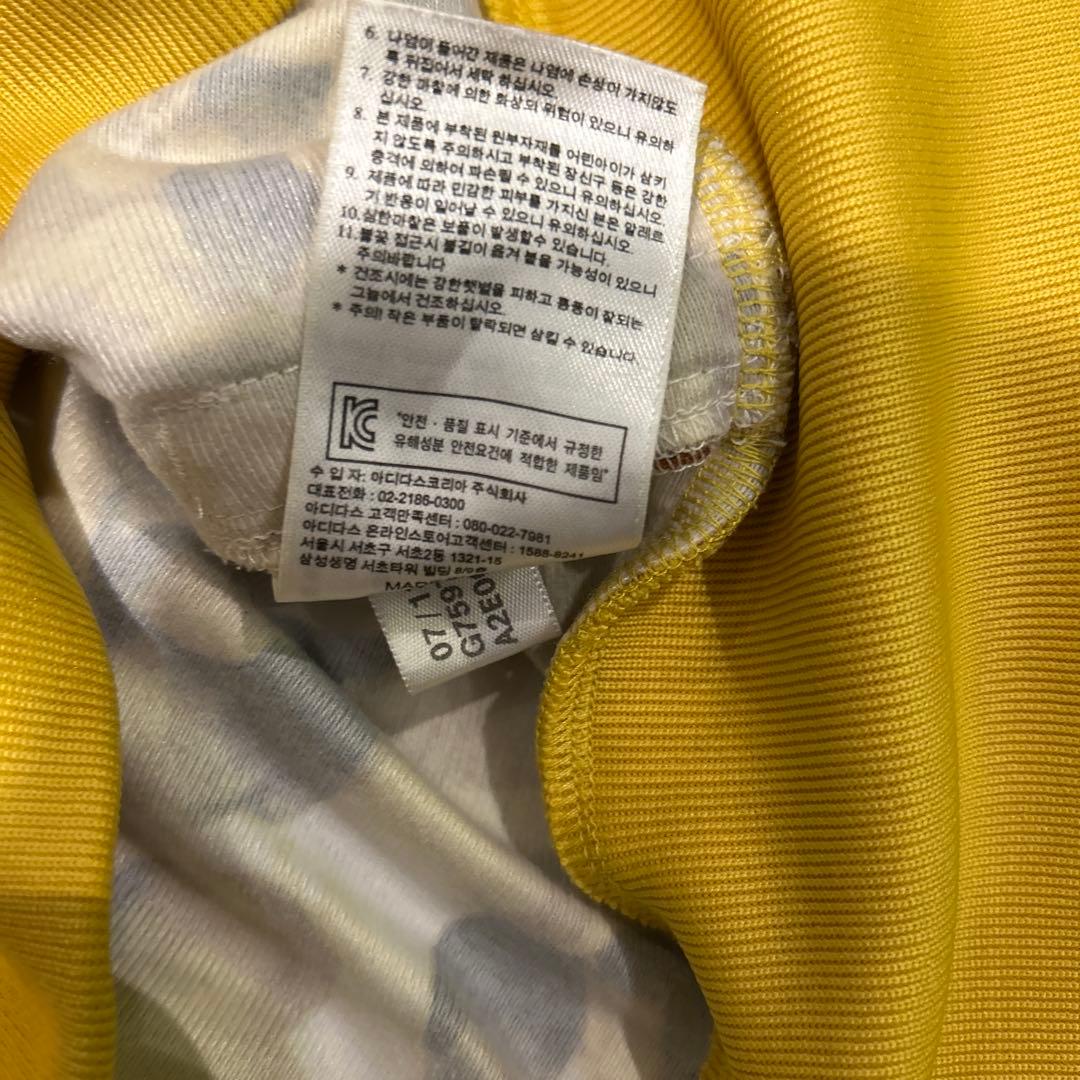 6. 나염이 들어간 제품은 나염에 손상이 가지않도
록 뒤집어서 세탁 하십시오.
7. 강한 마찰에 의한 화상의 위험이 있으니 유의하
십시오.
8. 본 제품에 부착된 원부자재를 어린아이가 삼키
지 않도록 주의하시고 부착된 장신구 등은 강한
충격에 의하여 파손될 수 있으니 유의하십시오.
9. 제품에 따라 민감한 피부를 가지신 분은 알레르
기 반응이 일어날 수 있으니 유의하십시오.
10.심한마찰은 보풀이 발생할수 있습니다.
11.불꽃 접근시 불길이 옮겨 붙을 가능성이 있으니
주의바랍니다
* 건조시에는 강한햇볕을 피하고 통풍이 잘되는
그늘에서 건조하십시오.
* 주의! 작은 부품이 탈락되면 삼킬 수 있습니다.
KC
"안전 · 품질 표시 기준에서 규정한
유해성분 안전요건에 적합한 제품임"
수 입 자: 아디다스코리아 주식회사
대표전화 : 02-2186-0300
아디다스 고객만족센터 : 080-022-7981
아디다스 온라인스토어고객센터 : 1588-8241
서울시 서초구 서초2동 1321-15
삼성생명 서초타워 빌딩
07/1
G759
A2E0